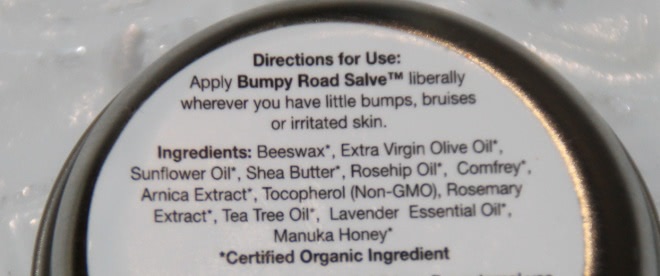 Directions for Use:
Apply Bumpy Road Salve™ liberally
wherever you have little bumps, bruises
or irritated skin.
Ingredients: Beeswax*, Extra Virgin Olive Oil*,
Sunflower Oil*, Shea Butter*, Rosehip Oil*, Comfrey*,
Arnica Extract*, Tocopherol (Non-GMO), Rosemary
Extract*, Tea Tree Oil*, Lavender Essential Oil*,
Manuka Honey*
*Certified Organic Ingredient